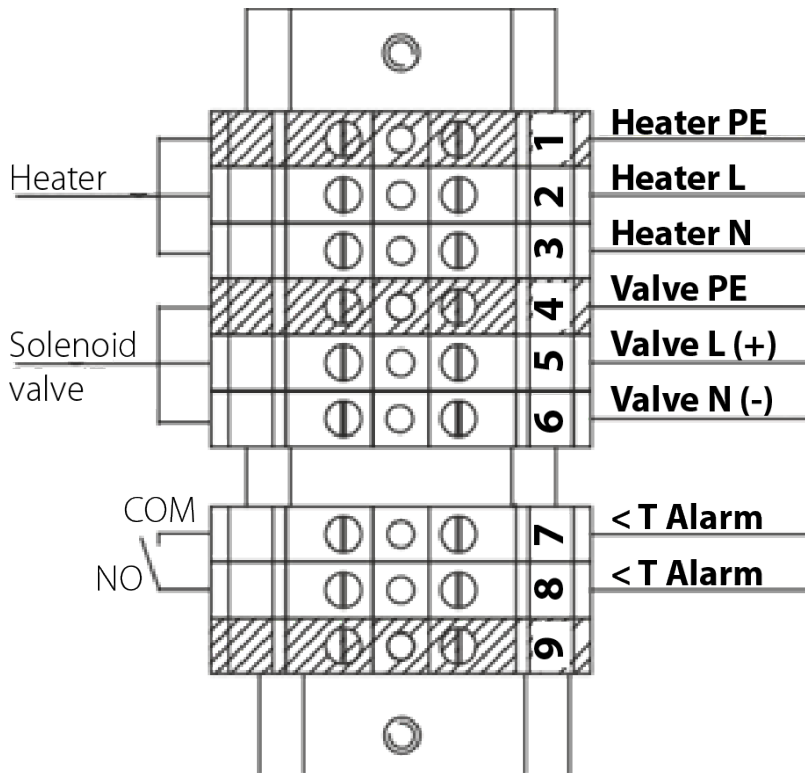 1 Heater PE
Heater
2 Heater L
3 Heater N
4 Valve PE
Solenoid
valve
5 Valve L (+)
6 Valve N (-)
COM
7 < T Alarm
NO
8 < T Alarm
9